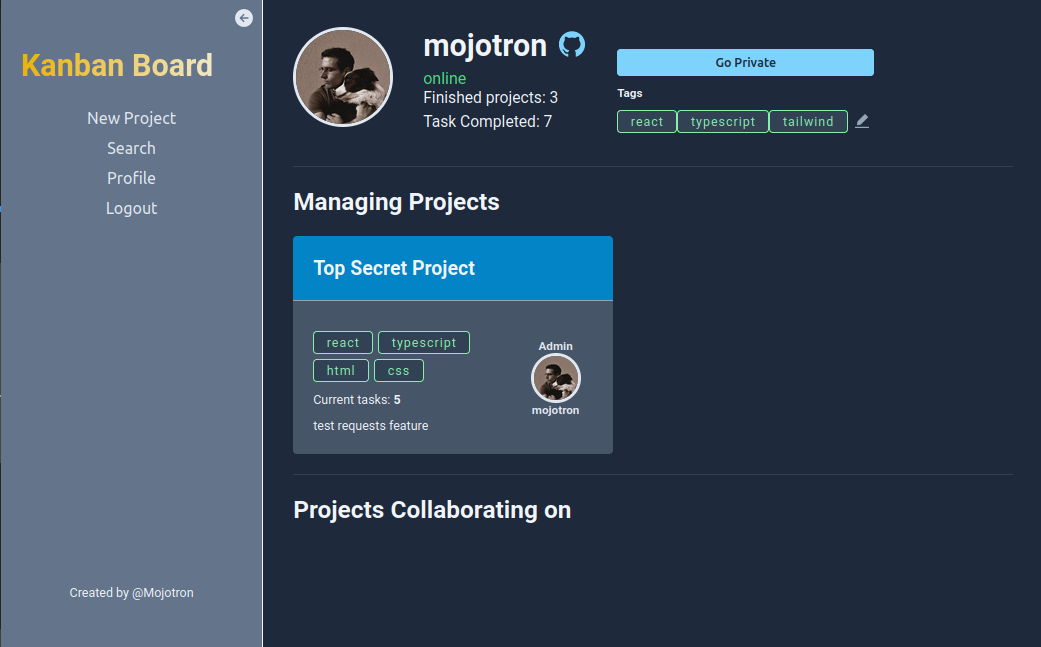 Kanban Board
New Project
Search
Profile
Logout
Created by @Mojotron
mojotron
online
Finished projects: 3
Task Completed: 7
Go Private
Tags
react typescript tailwind
Managing Projects
Top Secret Project
react typescript
html css
Current tasks: 5
test requests feature
Admin
mojotron
Projects Collaborating on